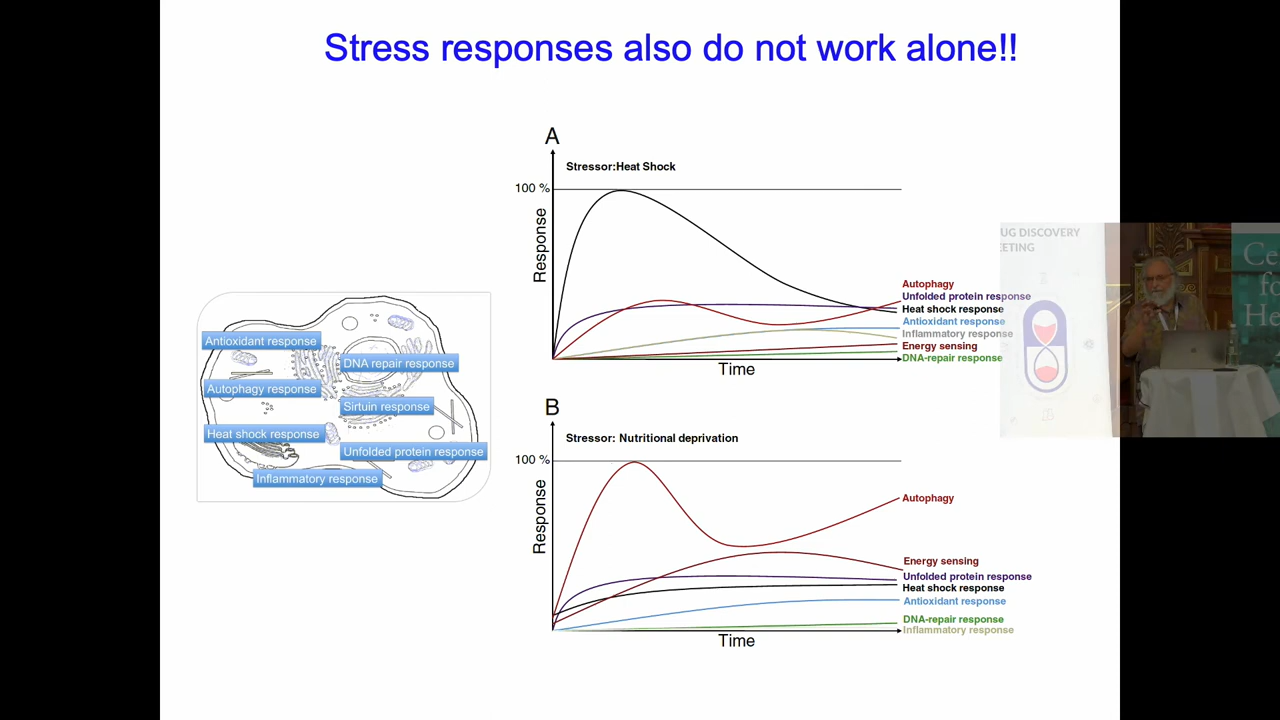 Stress responses also do not work alone!!
A
Stressor:Heat Shock
100 %
Response
Time
Autophagy
Unfolded protein response
Heat shock response
Antioxidant response
Inflammatory response
Energy sensing
DNA-repair response
B
Stressor: Nutritional deprivation
100 %
Response
Time
Autophagy
Energy sensing
Unfolded protein response
Heat shock response
Antioxidant response
DNA-repair response
Inflammatory response
Antioxidant response
DNA repair response
Autophagy response
Sirtuin response
Heat shock response
Unfolded protein response
Inflammatory response
UG DISCOVERY
EETING
Ce
fo
He